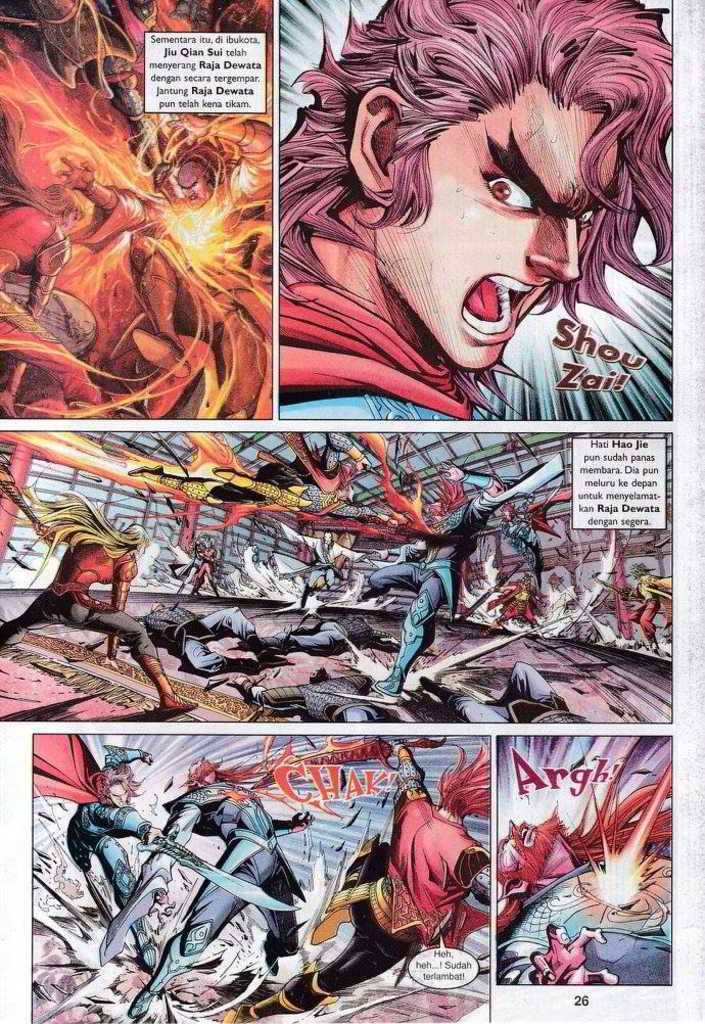 Sementara itu, di ibukota,
Jiu Qian Sui telah
menyerang Raja Dewata
dengan secara tergempar.
Jantung Raja Dewata
pun telah kena tikam.
Shou
Zai!
Hati Hao Jie
pun sudah panas
membara. Dia pun
meluru ke depan
untuk menyelamat-
kan Raja Dewata
dengan segera.
CHAK!
Heh,
heh...! Sudah
terlambat!
Argh!
26